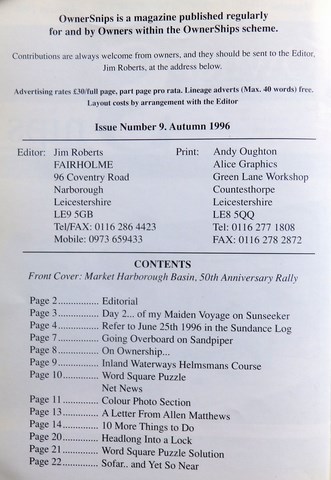 OwnerSnips is a magazine published regularly
for and by Owners within the OwnerShips scheme.
Contributions are always welcome from owners, and they should be sent to the Editor,
Jim Roberts, at the address below.
Advertising rates £30/full page, part page pro rata. Lineage adverts (Max. 40 words) free.
Layout costs by arrangement with the Editor
Issue Number 9. Autumn 1996
Editor: Jim Roberts Print: Andy Oughton
FAIRHOLME Alice Graphics
96 Coventry Road Green Lane Workshop
Narborough Countesthorpe
Leicestershire Leicestershire
LE9 5GB LE8 5QQ
Tel/FAX: 0116 286 4423 Tel: 0116 277 1808
Mobile: 0973 659433 FAX: 0116 278 2872
CONTENTS
Front Cover: Market Harborough Basin, 50th Anniversary Rally
Page 2............... Editorial
Page 3............... Day 2... of my Maiden Voyage on Sunseeker
Page 4............... Refer to June 25th 1996 in the Sundance Log
Page 7............... Going Overboard on Sandpiper
Page 8............... On Ownership...
Page 9............... Inland Waterways Helmsmans Course
Page 10............. Word Square Puzzle
Net News
Page 11............. Colour Photo Section
Page 13............. A Letter From Allen Matthews
Page 14............. 10 More Things to Do
Page 20............. Headlong Into a Lock
Page 21............. Word Square Puzzle Solution
Page 22............. Sofar.. and Yet So Near